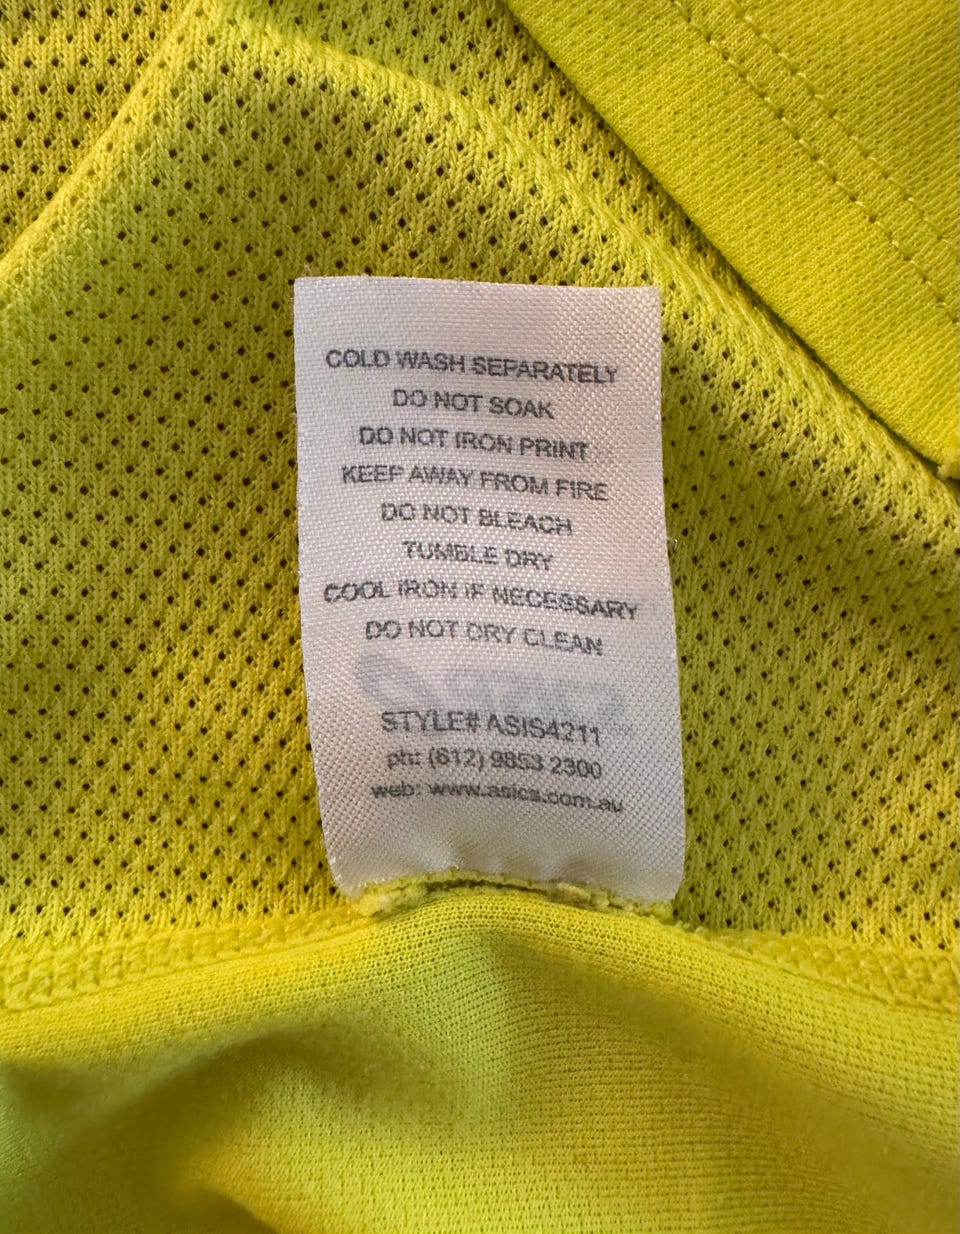 COLD WASH SEPARATELY
DO NOT SOAK
DO NOT IRON PRINT
KEEP AWAY FROM FIRE
DO NOT BLEACH
TUMBLE DRY
COOL IRON IF NECESSARY
DO NOT DRY CLEAN
STYLE# ASIS4211
ph: (612) 9853 2300
web: www.asics.com.au